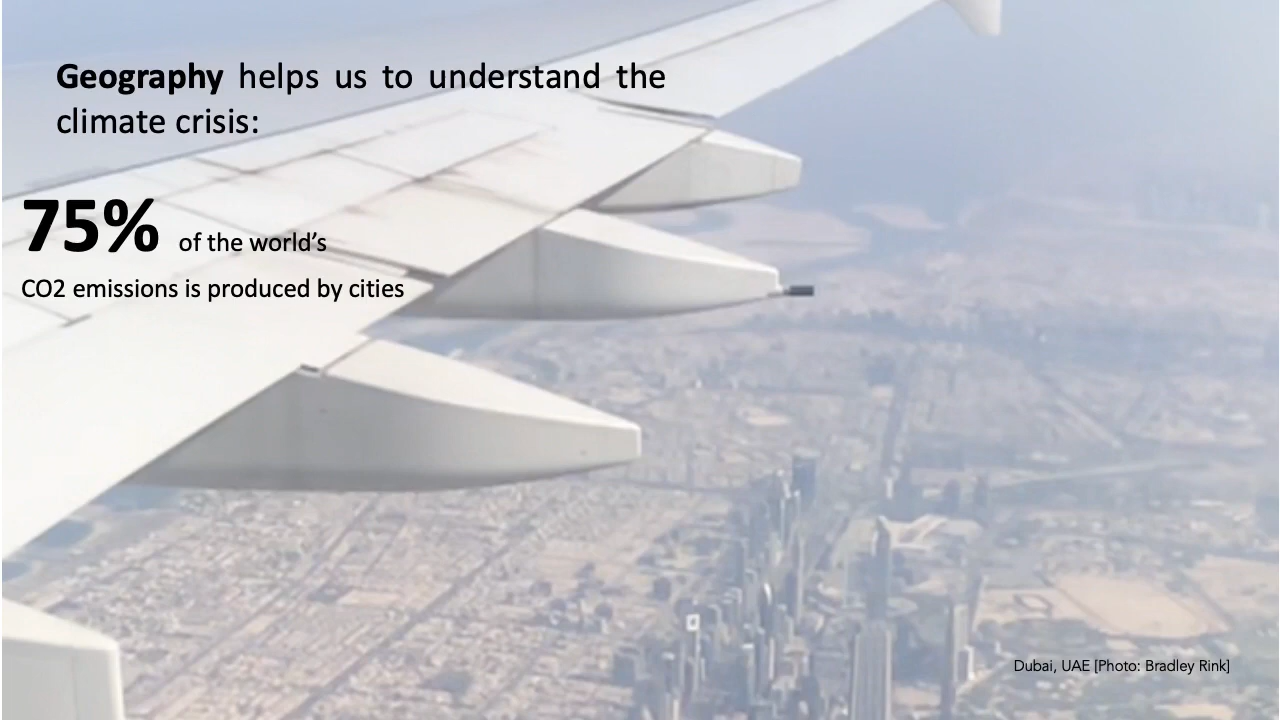 Geography helps us to understand the
climate crisis:
75% of the world's
CO2 emissions is produced by cities
Dubai, UAE [Photo: Bradley Rink]